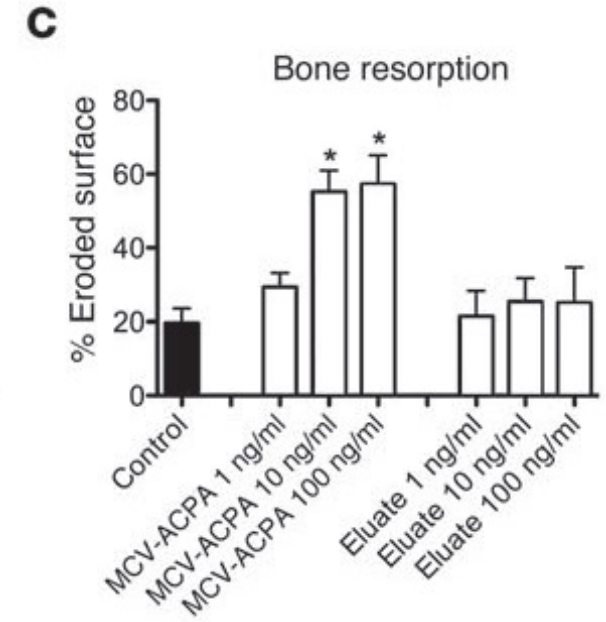 C
Bone resorption
% Eroded surface
80
60
40
20
0
*
*
Control
MCV-ACPA 1 ng/ml
MCV-ACPA 10 ng/ml
MCV-ACPA 100 ng/ml
Eluate 1 ng/ml
Eluate 10 ng/ml
Eluate 100 ng/ml